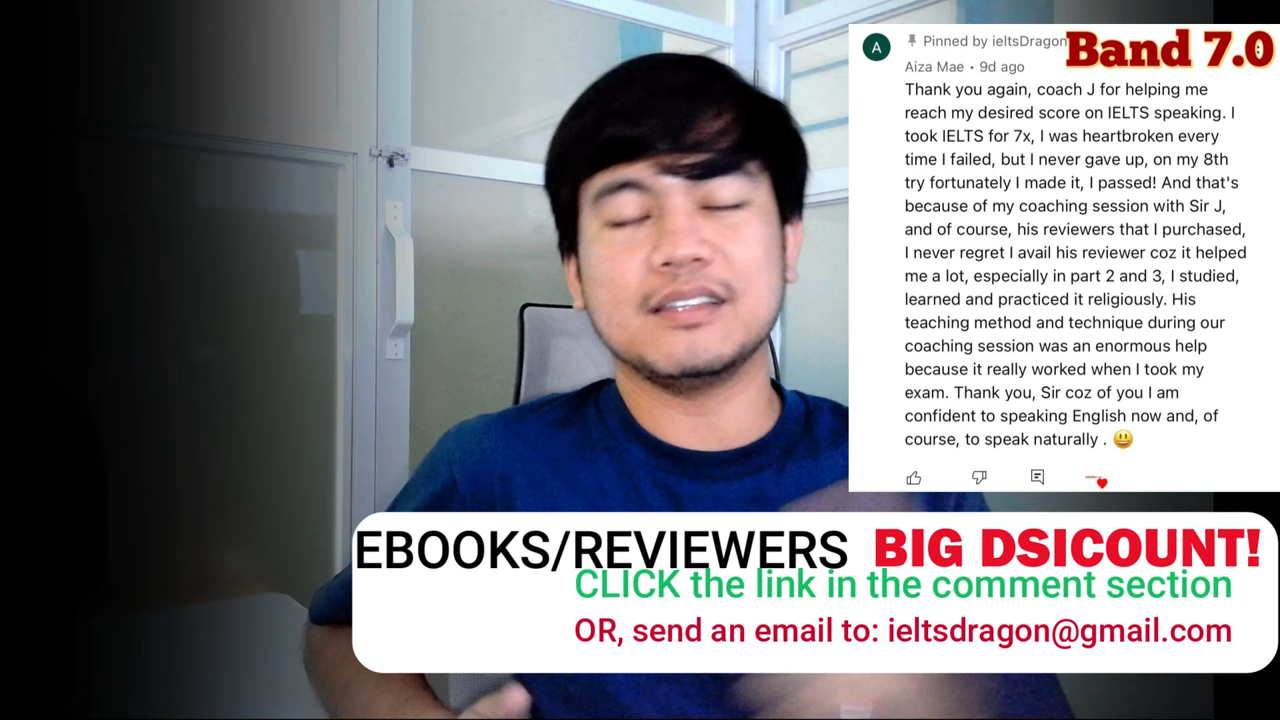 A
Pinned by ieltsDragon
Band 7.0
Aiza Mae • 9d ago
Thank you again, coach J for helping me
reach my desired score on IELTS speaking. I
took IELTS for 7x, I was heartbroken every
time I failed, but I never gave up, on my 8th
try fortunately I made it, I passed! And that's
because of my coaching session with Sir J,
and of course, his reviewers that I purchased,
I never regret I avail his reviewer coz it helped
me a lot, especially in part 2 and 3, I studied,
learned and practiced it religiously. His
teaching method and technique during our
coaching session was an enormous help
because it really worked when I took my
exam. Thank you, Sir coz of you I am
confident to speaking English now and, of
course, to speak naturally . 😃
EBOOKS/REVIEWERS BIG DSICOUNT!
CLICK the link in the comment section
OR, send an email to: ieltsdragon@gmail.com